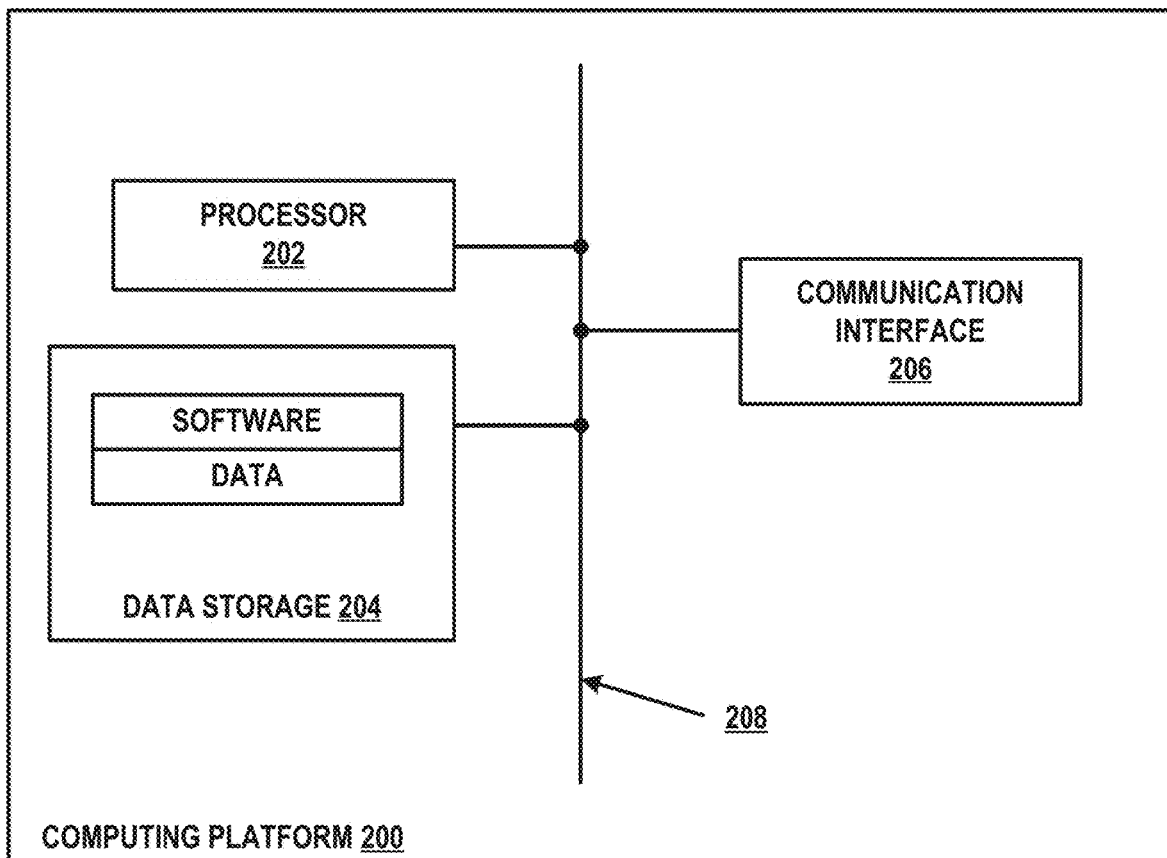 PROCESSOR
202
COMMUNICATION
INTERFACE
206
SOFTWARE
DATA
DATA STORAGE 204
208
COMPUTING PLATFORM 200